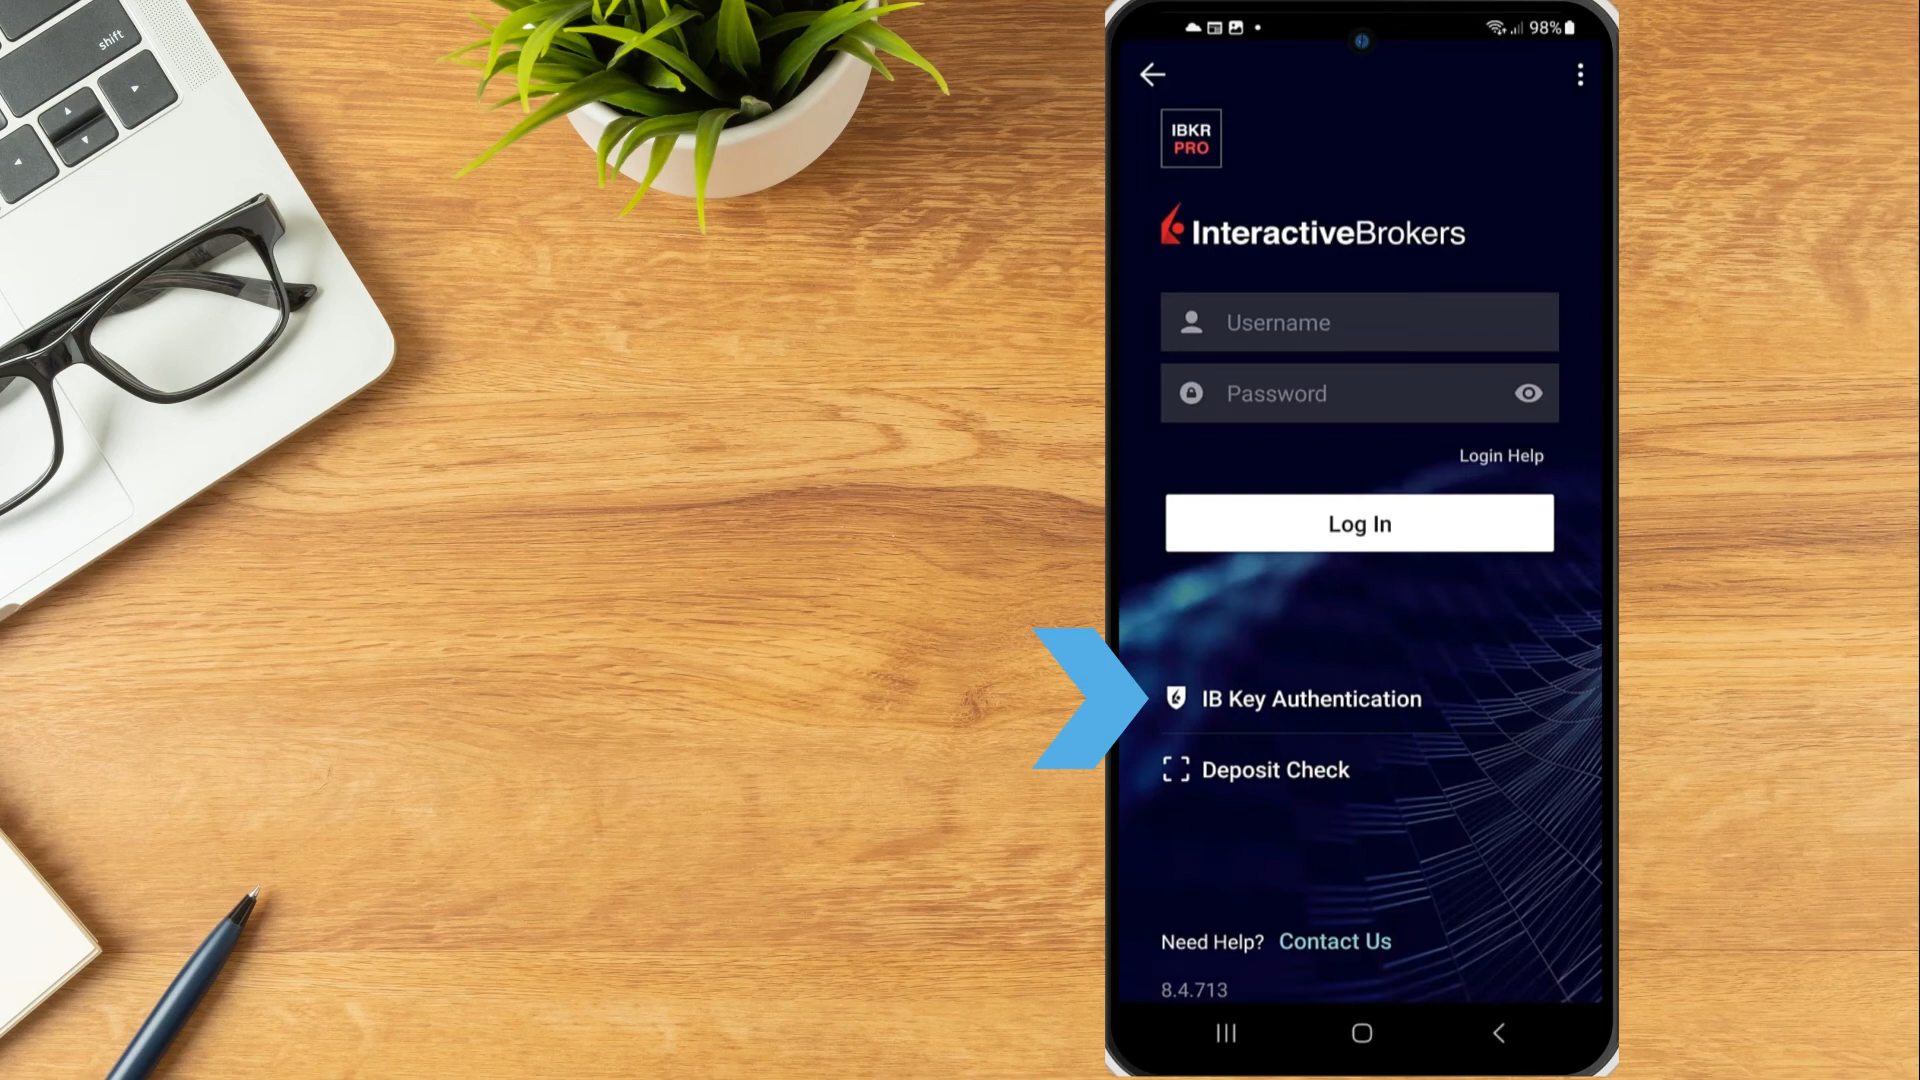 shift
98%
IBKR
PRO
InteractiveBrokers
Username
Password
Login Help
Log In
IB Key Authentication
Deposit Check
Need Help? Contact Us
8.4.713